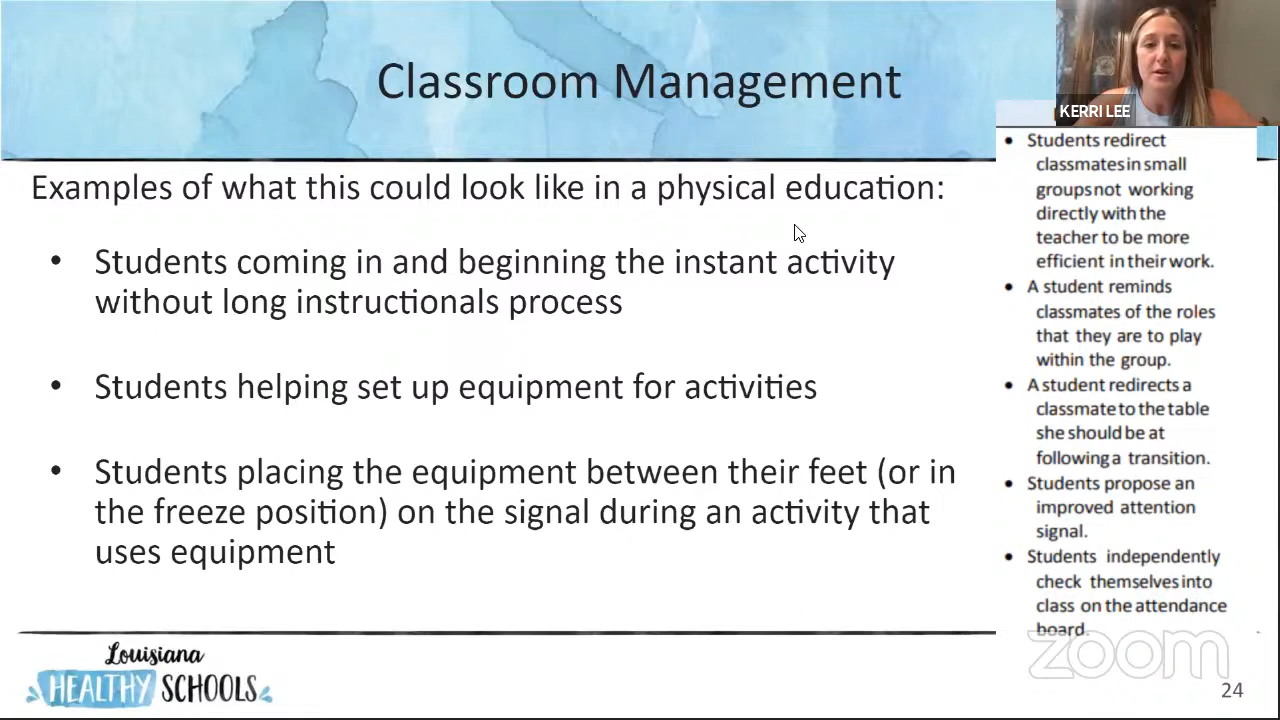 Classroom Management
KERRI LEE
Examples of what this could look like in a physical education:
• Students coming in and beginning the instant activity
without long instructionals process
• Students helping set up equipment for activities
• Students placing the equipment between their feet (or in
the freeze position) on the signal during an activity that
uses equipment
• Students redirect
classmates in small
groups not working
directly with the
teacher to be more
efficient in their work.
• A student reminds
classmates of the roles
that they are to play
within the group.
• A student redirects a
classmate to the table
she should be at
following a transition.
• Students propose an
improved attention
signal.
• Students independently
check themselves into
class on the attendance
board.
Louisiana
HEALTHY SCHOOLS
zoom
24